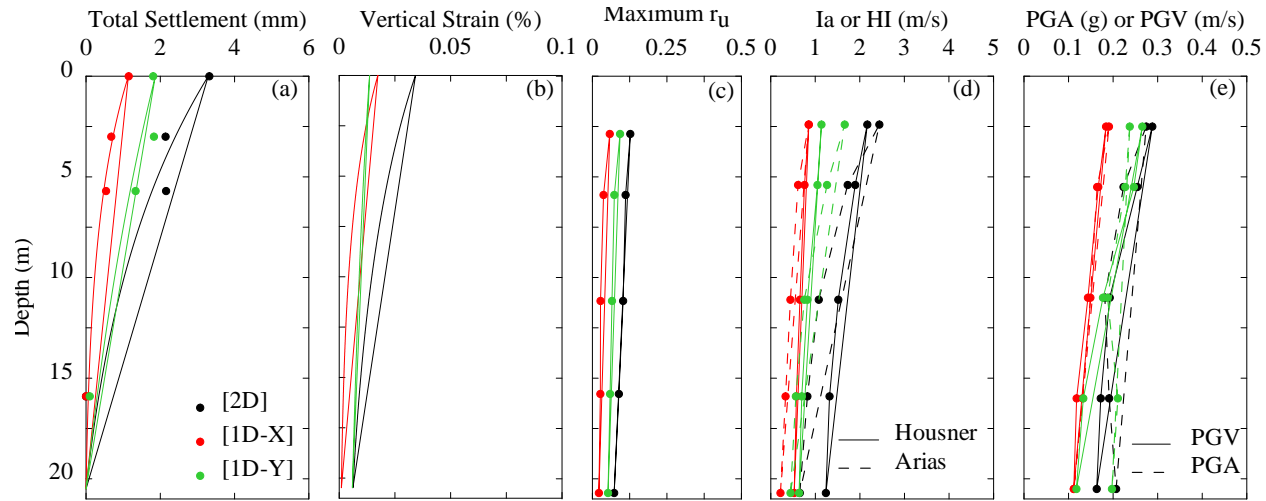 Total Settlement (mm)
0 2 4 6
Vertical Strain (%)
0 0.05 0.1
Maximum ru
0 0.25 0.5
Ia or HI (m/s)
0 1 2 3 4 5
PGA (g) or PGV (m/s)
0 0.1 0.2 0.3 0.4 0.5
Depth (m)
0
5
10
15
20
(a)
(b)
(c)
(d)
(e)
[2D]
[1D-X]
[1D-Y]
Housner
Arias
PGV
PGA